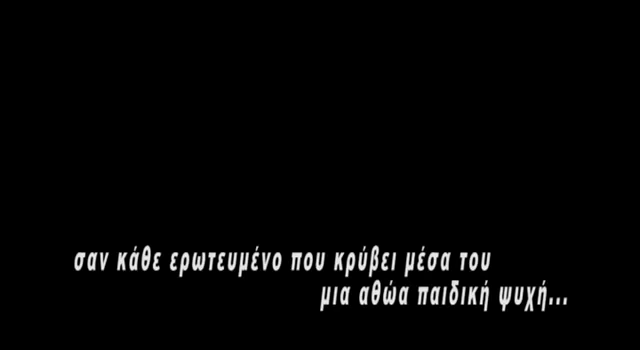 σαν κάθε ερωτευμένο που κρύβει μέσα του
μια αθώα παιδική ψυχή...